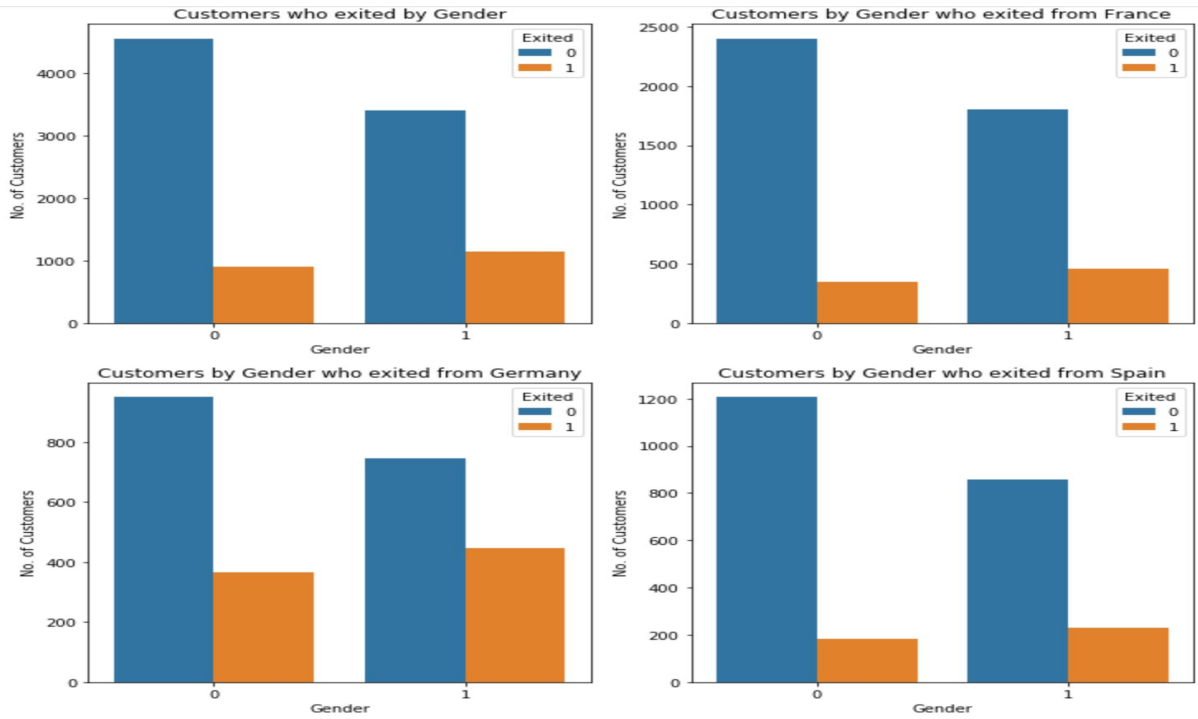 Customers who exited by Gender
Exited
0
1
4000
3000
2000
1000
0
No. of Customers
0 1
Gender
Customers by Gender who exited from France
Exited
0
1
2500
2000
1500
1000
500
0
No. of Customers
0 1
Gender
Customers by Gender who exited from Germany
Exited
0
1
800
600
400
200
0
No. of Customers
0 1
Gender
Customers by Gender who exited from Spain
Exited
0
1
1200
1000
800
600
400
200
0
No. of Customers
0 1
Gender